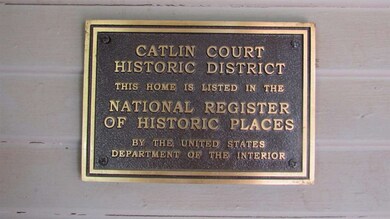 CATLIN COURT
HISTORIC DISTRICT
THIS HOME IS LISTED IN THE
NATIONAL REGISTER
OF HISTORIC PLACES
BY THE UNITED STATES
DEPARTMENT OF THE INTERIOR